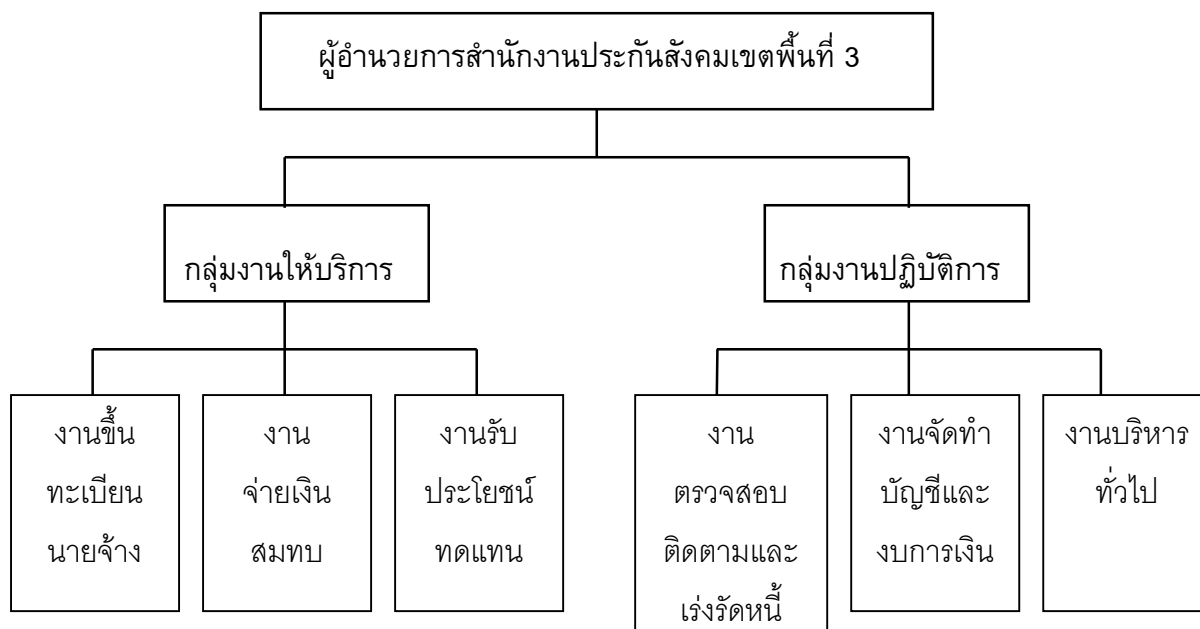 ผู้อำนวยการสำนักงานประกันสังคมเขตพื้นที่ 3
กลุ่มงานให้บริการ
กลุ่มงานปฏิบัติการ
งานขึ้น
ทะเบียน
นายจ้าง
งาน
จ่ายเงิน
สมทบ
งานรับ
ประโยชน์
ทดแทน
งาน
ตรวจสอบ
ติดตามและ
เร่งรัดหนี้
งานจัดทำ
บัญชีและ
งบการเงิน
งานบริหาร
ทั่วไป